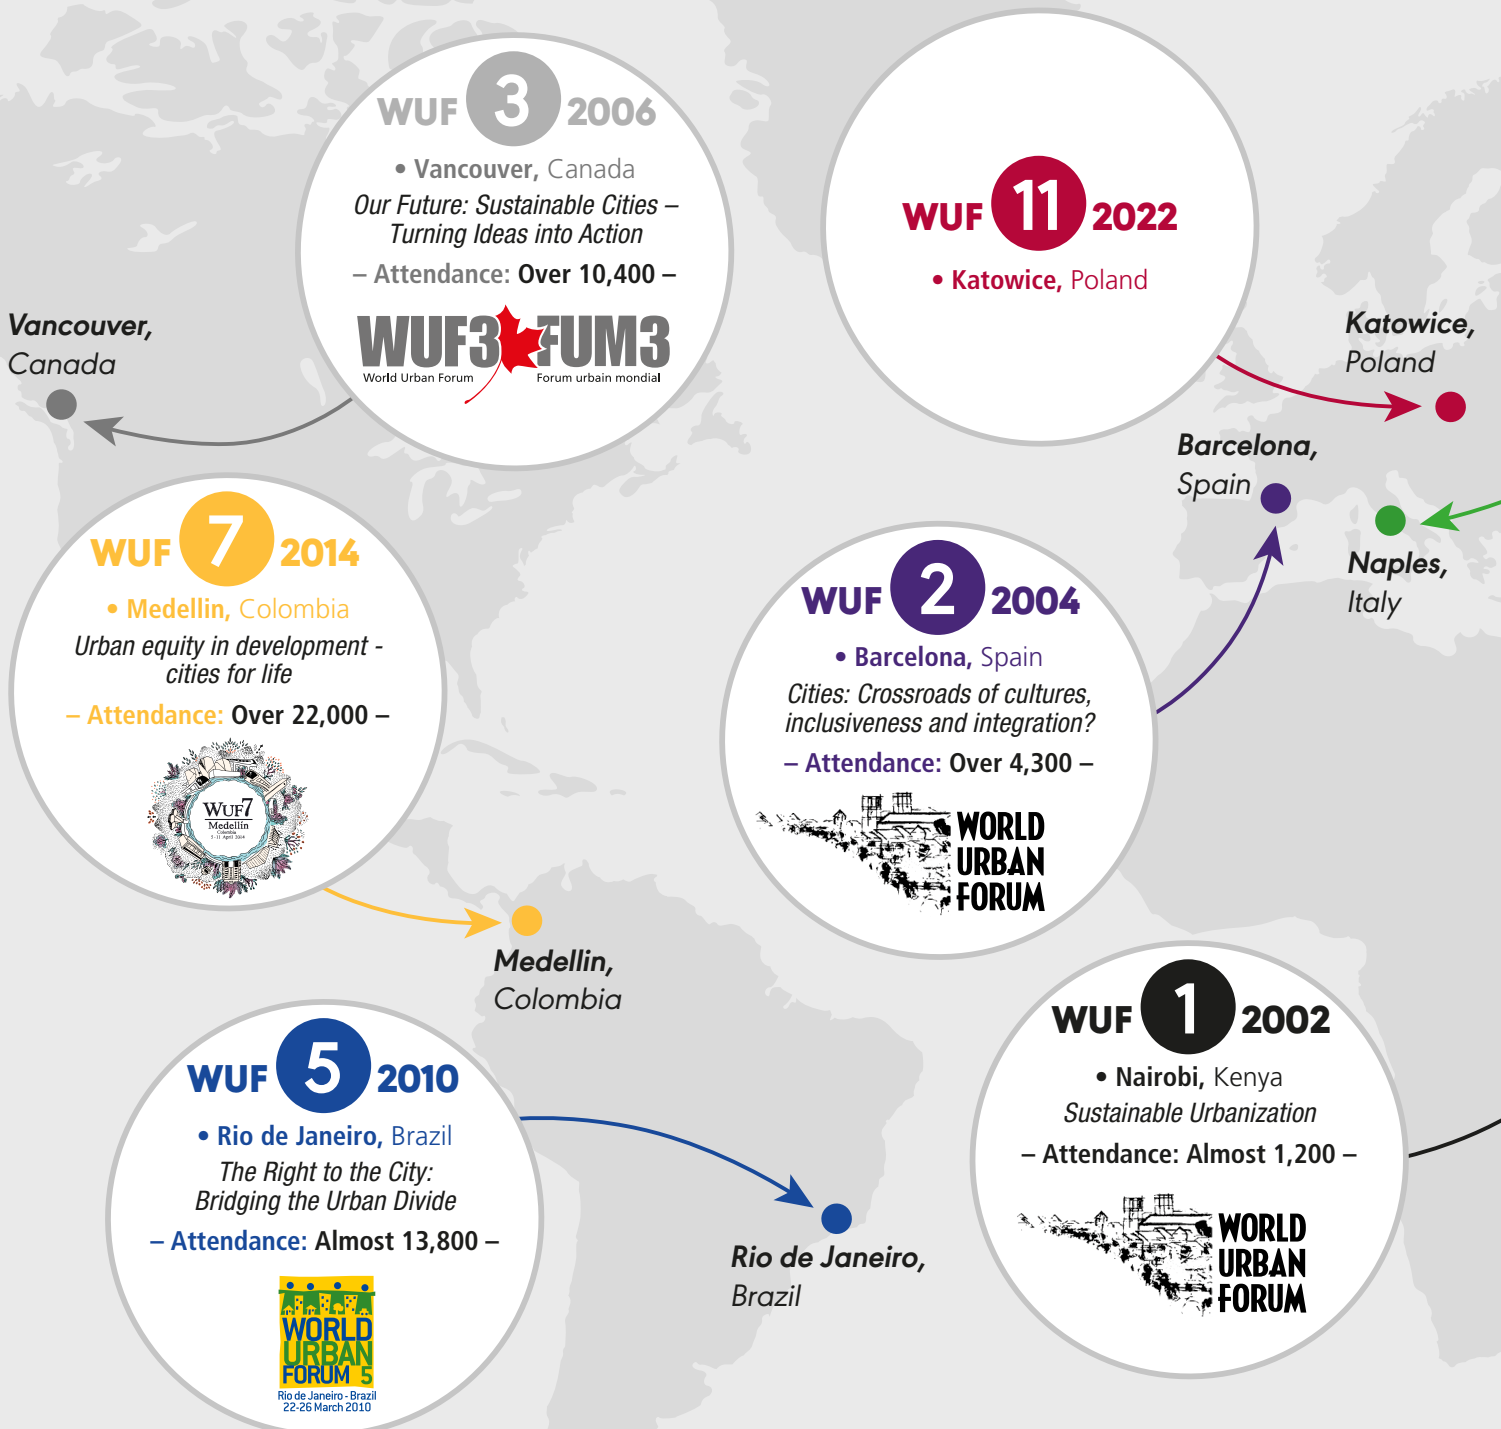 WUF 3 2006
• Vancouver, Canada
Our Future: Sustainable Cities –
Turning Ideas into Action
– Attendance: Over 10,400 –
WUF3 FUM3
World Urban Forum Forum urbain mondial
WUF 11 2022
• Katowice, Poland
Vancouver,
Canada
Katowice,
Poland
Barcelona,
Spain
Naples,
Italy
WUF 7 2014
• Medellin, Colombia
Urban equity in development -
cities for life
– Attendance: Over 22,000 –
WUF7
Medellín
Colombia
5-11 April 2014
WUF 2 2004
• Barcelona, Spain
Cities: Crossroads of cultures,
inclusiveness and integration?
– Attendance: Over 4,300 –
WORLD
URBAN
FORUM
Medellin,
Colombia
WUF 5 2010
• Rio de Janeiro, Brazil
The Right to the City:
Bridging the Urban Divide
– Attendance: Almost 13,800 –
WORLD
URBAN
FORUM 5
Rio de Janeiro - Brazil
22-26 March 2010
Rio de Janeiro,
Brazil
WUF 1 2002
• Nairobi, Kenya
Sustainable Urbanization
– Attendance: Almost 1,200 –
WORLD
URBAN
FORUM